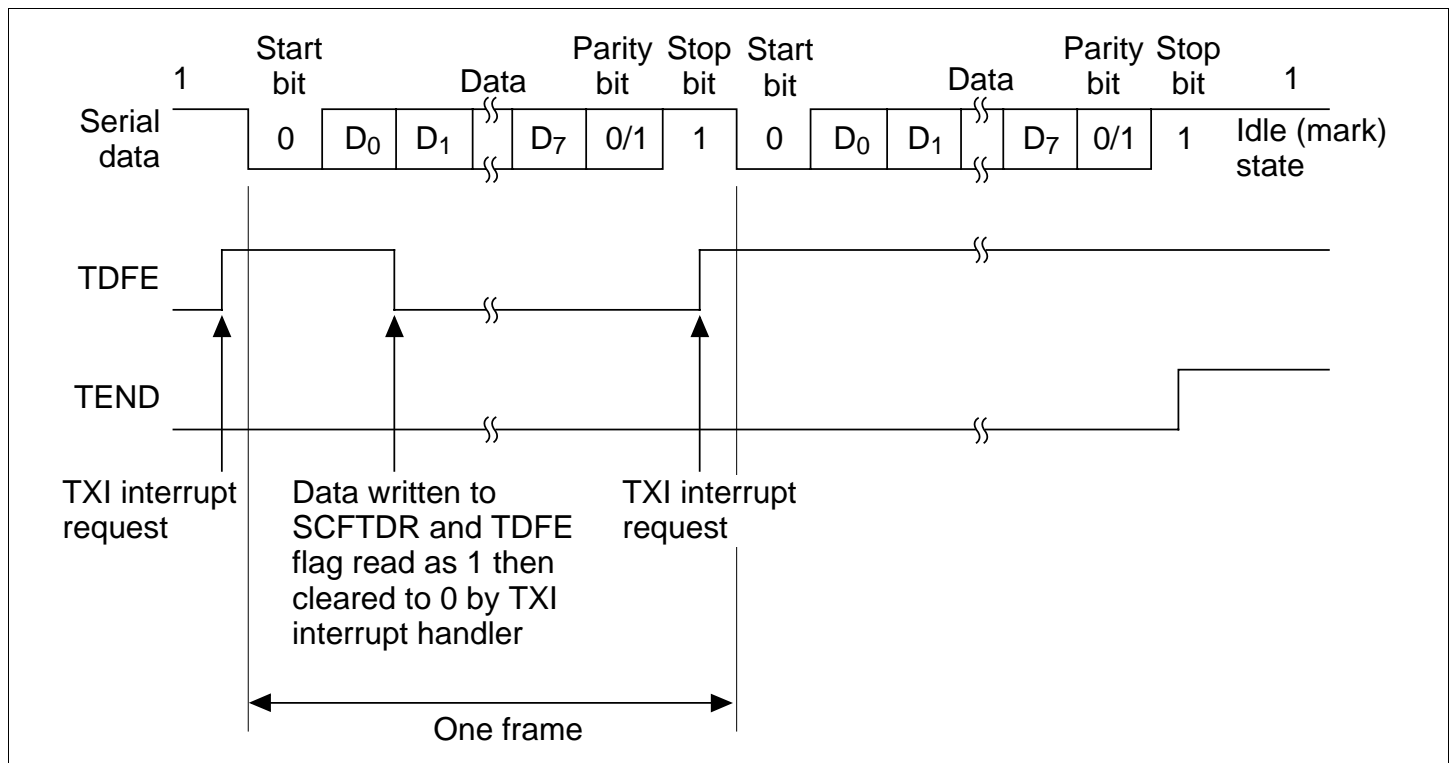 Start bit Data Parity bit Stop bit Start bit Data Parity bit Stop bit
1 1
Serial data
0 D0 D1 D7 0/1 1 0 D0 D1 D7 0/1 1
Idle (mark) state
TDFE
TEND
TXI interrupt
request
Data written to
SCFTDR and TDFE
flag read as 1 then
cleared to 0 by TXI
interrupt handler
TXI interrupt
request
One frame